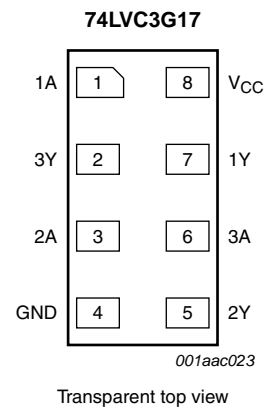 74LVC3G17
1A 1 8 VCC
3Y 2 7 1Y
2A 3 6 3A
GND 4 5 2Y
001aac023
Transparent top view